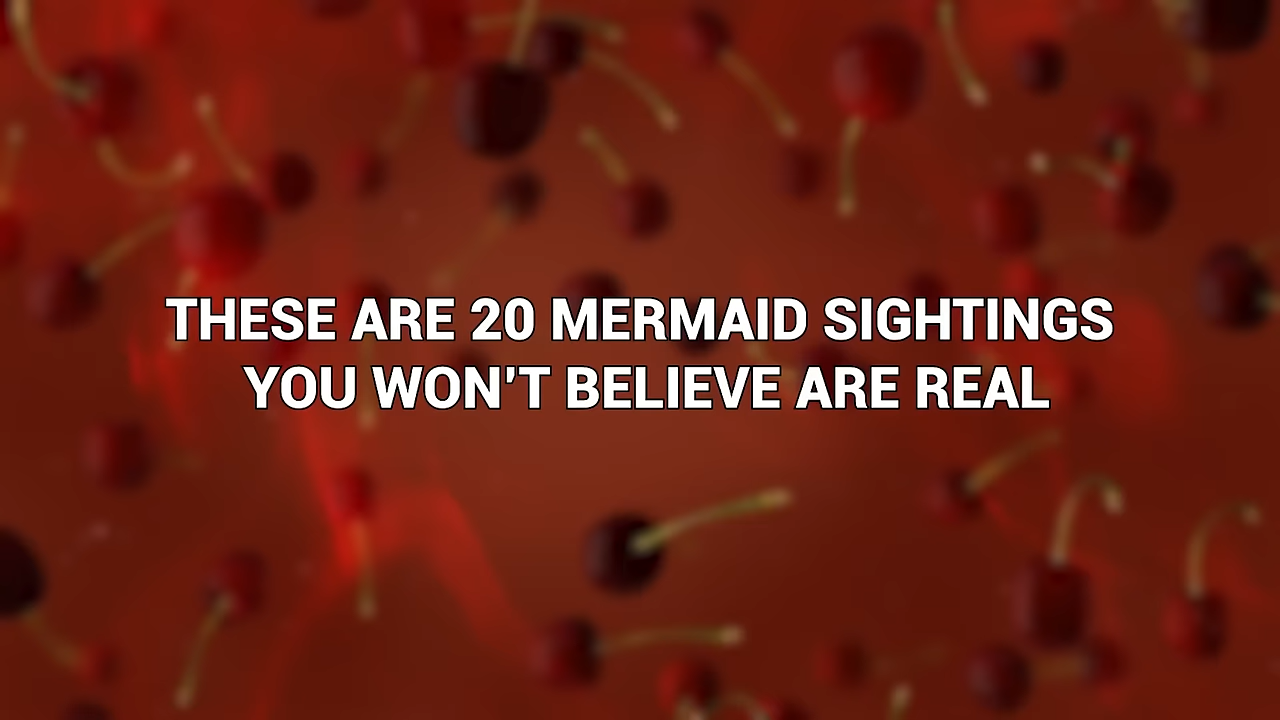 THESE ARE 20 MERMAID SIGHTINGS
YOU WON'T BELIEVE ARE REAL